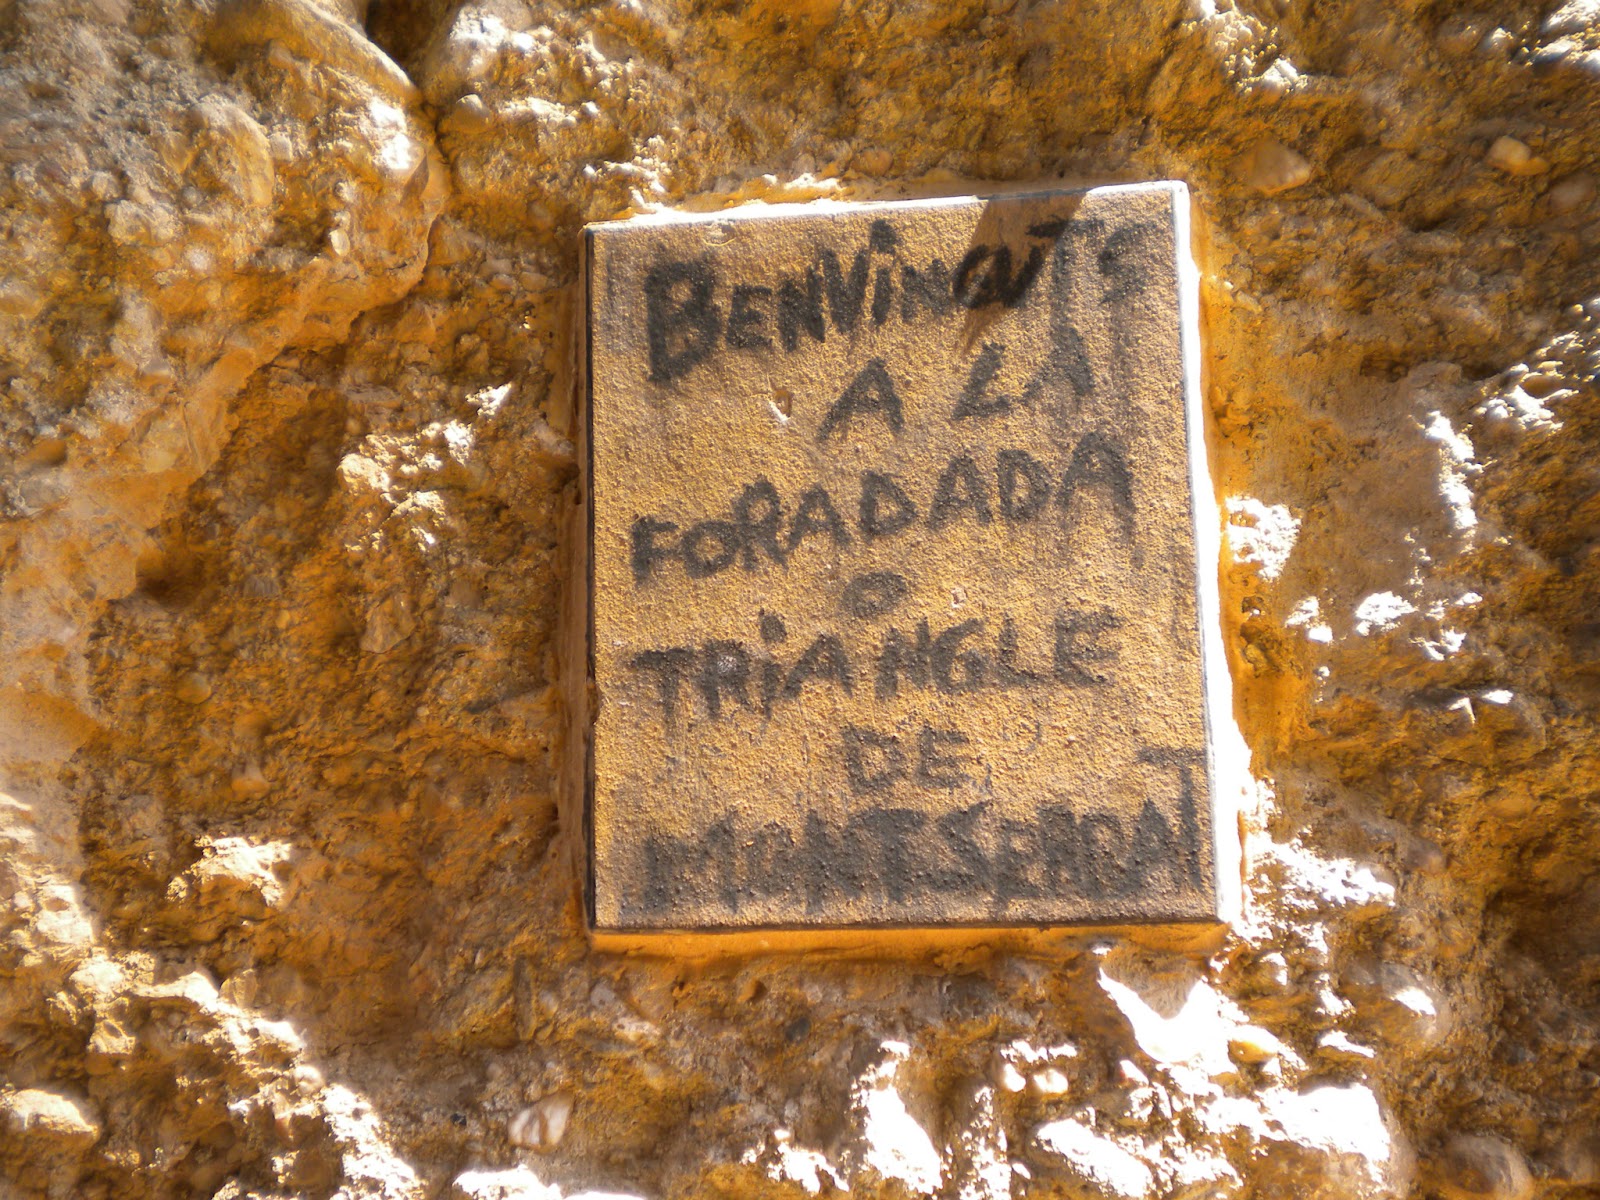 BENViNGUTS
A LA
FORADADA
O
TRiANGLE
DE
MONTSERRAT